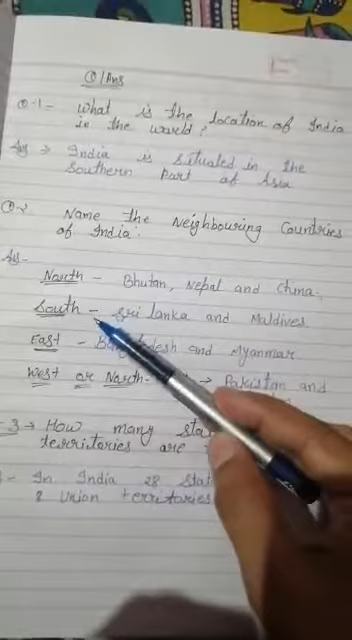 Q/Ans
Q-1- What is the location of India
in the world?
Ans → India is situated in the
Southern Part of Asia
Q-2 Name the Neighbouring Countries
of India.
Ans-
North - Bhutan, Nepal and China.
South - Sri lanka and Maldives
East - Bangladesh and Myanmar
West or North- → Pakistan and
3 → How many
territories are
- In India 28
8 Union territories